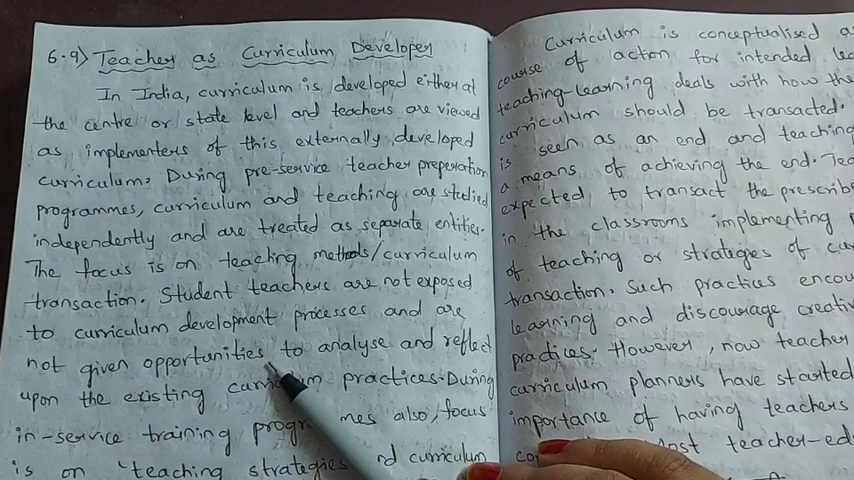 6.9) Teacher as Curriculum Developer
In India, curriculum is developed either at
the centre or state level and teachers are viewed
as implementers of this externally developed
curriculum. During pre-service teacher preperation
programmes, curriculum and teaching are studied
independently and are treated as separate entities.
The focus is on teaching methods/curriculum
transaction. Student teachers are not exposed
to curriculum development processes and are
not given opportunities to analyse and reflect
upon the existing curriculum practices. During
in-service training mes also, focus
is on 'teaching strategies nd curriculum
Curriculum is conceptualised a
course of action for intended
teaching-learning deals with how the
curriculum should be transacted.
is seen as an end and teaching
a means of achieving the end.
expected to transact the
in the classrooms implementing
of teaching or strategies of
transaction. Such practices
learning and discourage
practices. However, now teacher
curriculum planners have started
importance of having teachers
teacher-ed